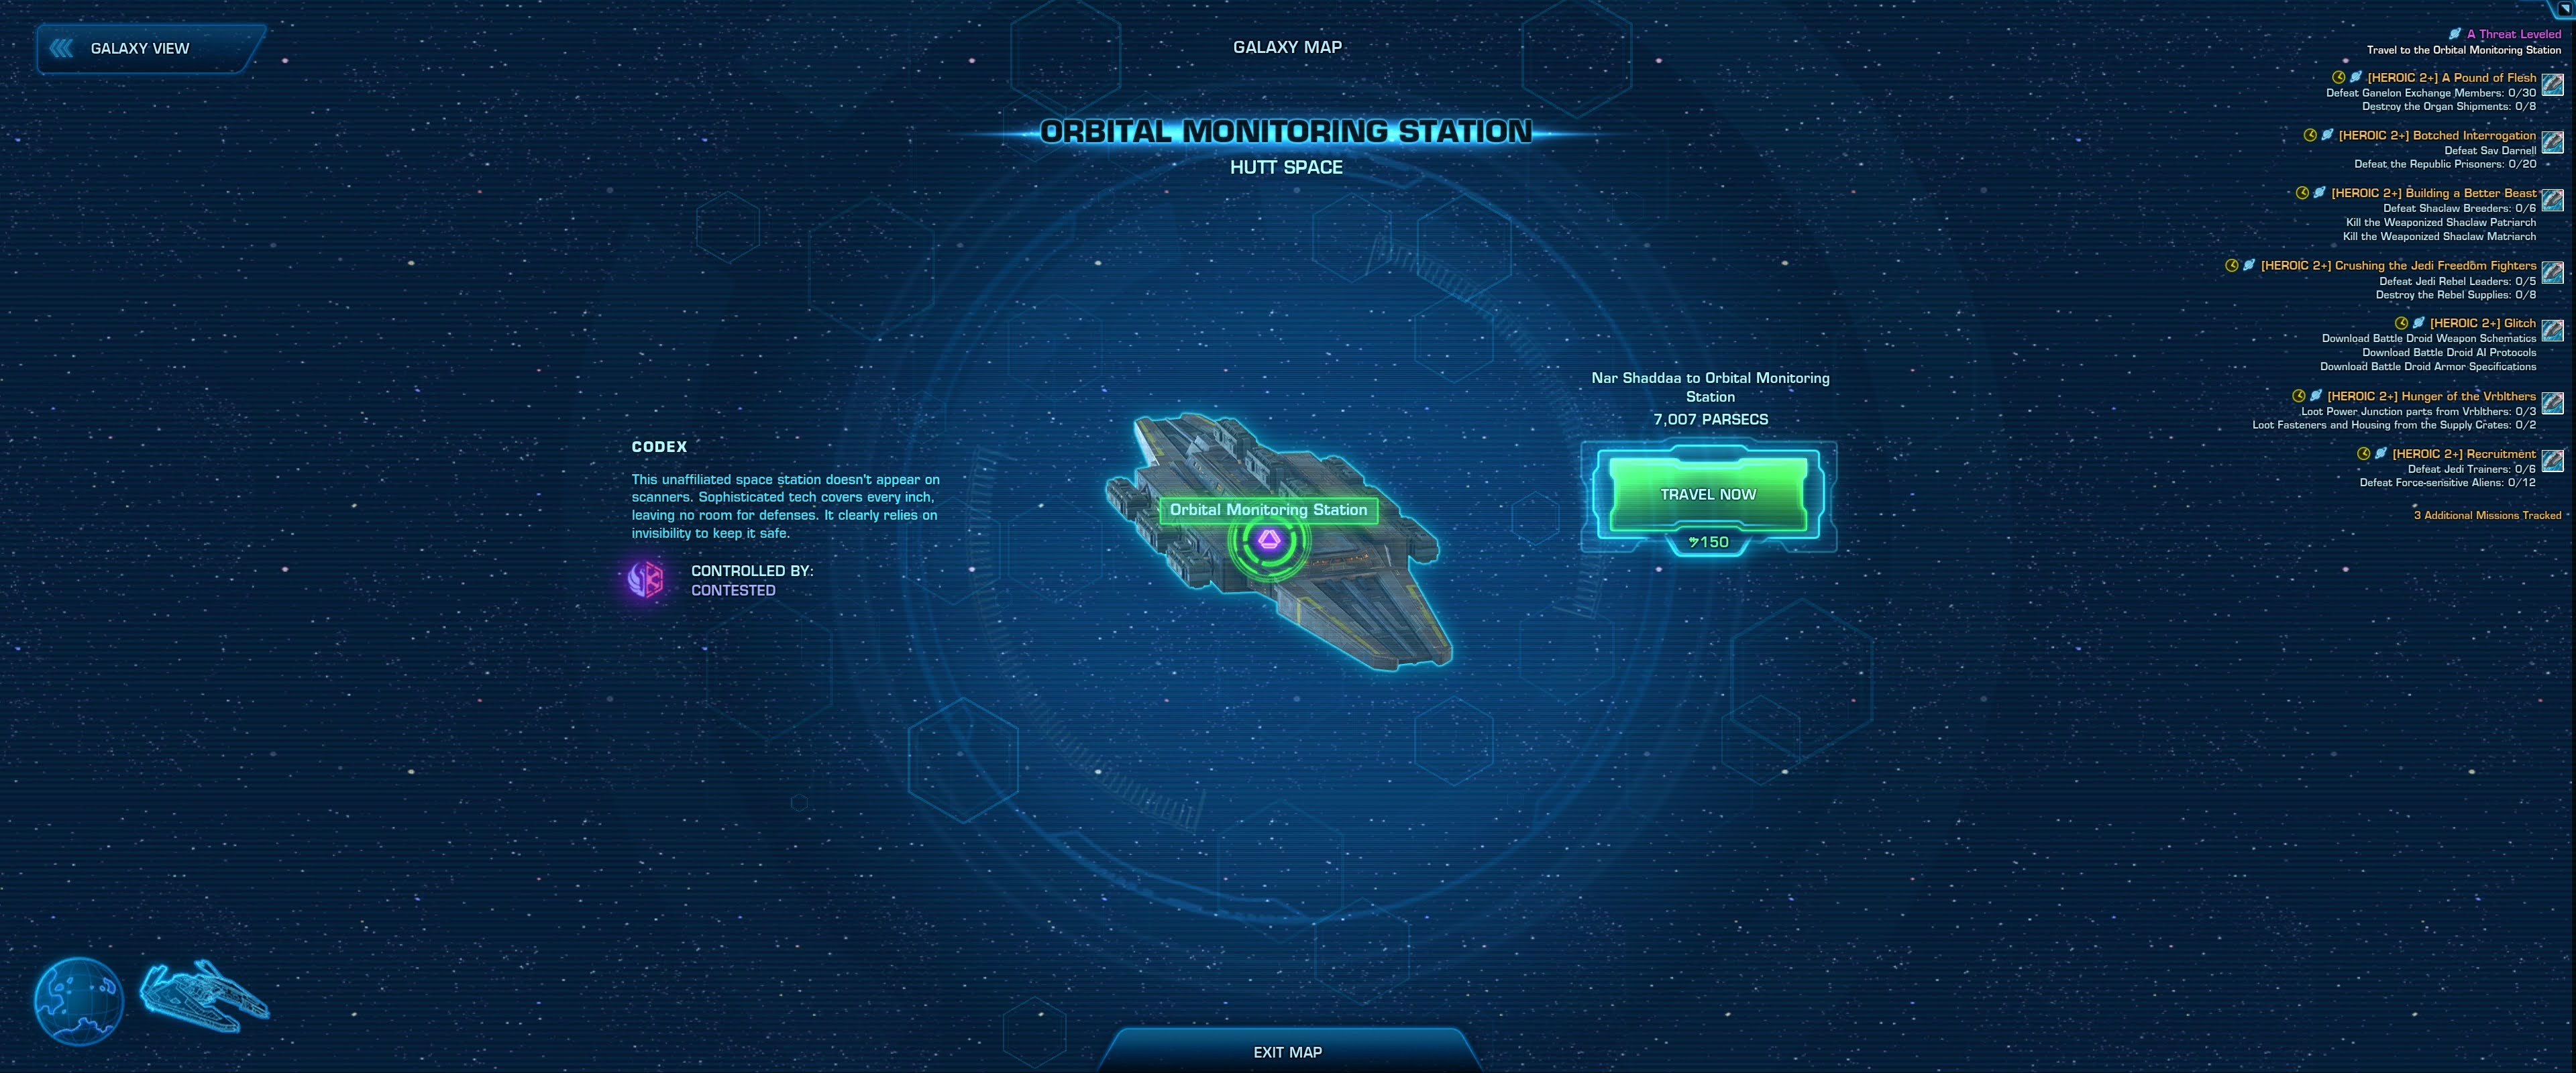 GALAXY VIEW
GALAXY MAP
ORBITAL MONITORING STATION
HUTT SPACE
CODEX
This unaffiliated space station doesn't appear on
scanners. Sophisticated tech covers every inch,
leaving no room for defenses. It clearly relies on
invisibility to keep it safe.
CONTROLLED BY:
CONTESTED
Orbital Monitoring Station
Nar Shaddaa to Orbital Monitoring
Station
7,007 PARSECS
TRAVEL NOW
150
A Threat Leveled
Travel to the Orbital Monitoring Station
[HEROIC 2+] A Pound of Flesh
Defeat Ganelon Exchange Members: 0/30
Destroy the Organ Shipments: 0/8
[HEROIC 2+] Botched Interrogation
Defeat Sav Darnell
Defeat the Republic Prisoners: 0/20
[HEROIC 2+] Building a Better Beast
Defeat Shaclaw Breeders: 0/6
Kill the Weaponized Shaclaw Patriarch
Kill the Weaponized Shaclaw Matriarch
[HEROIC 2+] Crushing the Jedi Freedom Fighters
Defeat Jedi Rebel Leaders: 0/5
Destroy the Rebel Supplies: 0/8
[HEROIC 2+] Glitch
Download Battle Droid Weapon Schematics
Download Battle Droid AI Protocols
Download Battle Droid Armor Specifications
[HEROIC 2+] Hunger of the Vrblthers
Loot Power Junction parts from Vrblthers: 0/3
Loot Fasteners and Housing from the Supply Crates: 0/2
[HEROIC 2+] Recruitment
Defeat Jedi Trainers: 0/6
Defeat Force-sensitive Aliens: 0/12
3 Additional Missions Tracked
EXIT MAP